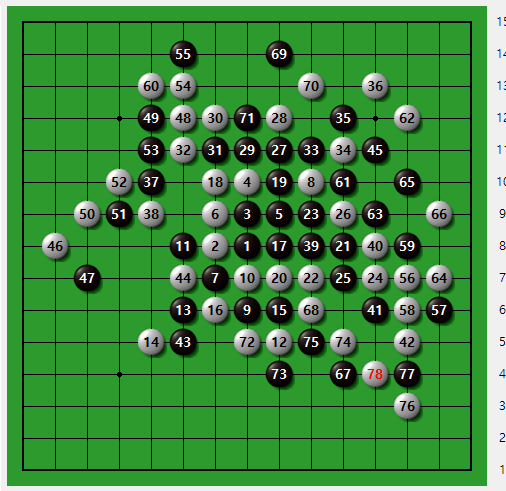 15
55 69 14
60 54 70 36 13
49 48 30 71 28 35 62 12
53 32 31 29 27 33 34 45 11
52 37 18 4 19 8 61 65 10
50 51 38 6 3 5 23 26 63 66 9
46 11 2 1 17 39 21 40 59 8
47 44 7 10 20 22 25 24 56 64 7
13 16 9 15 68 41 58 57 6
14 43 72 12 75 74 42 5
73 67 78 77 4
76 3
2
1